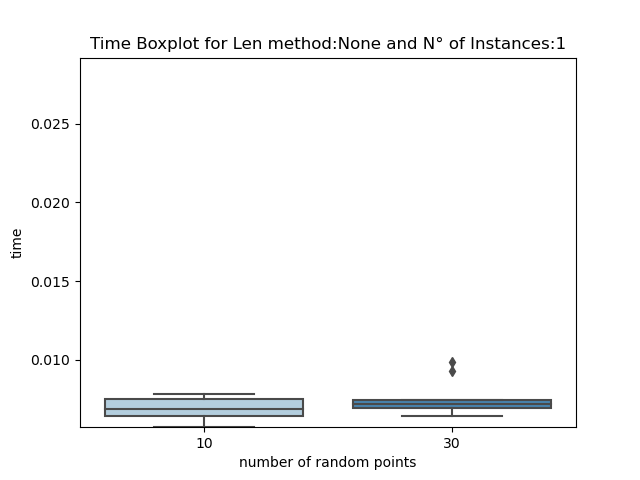 Time Boxplot for Len method:None and N° of Instances:1
0.025
0.020
0.015
0.010
time
10 30
number of random points